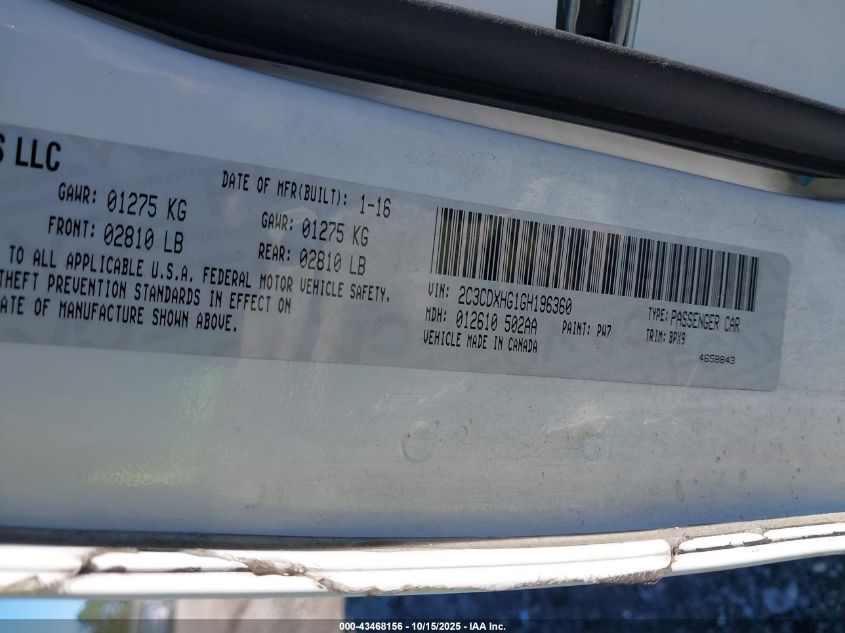 S LLC
DATE OF MFR(BUILT): 1-16
GAWR: 01275 KG
FRONT: 02810 LB
GAWR: 01275 KG
REAR: 02810 LB
TO ALL APPLICABLE U.S.A. FEDERAL MOTOR VEHICLE SAFETY,
THEFT PREVENTION STANDARDS IN EFFECT ON
DATE OF MANUFACTURE SHOWN ABOVE.
VIN: 2C3CDXHG1GH196360
MDH: 012610 502AA
PAINT: PW7
VEHICLE MADE IN CANADA
TYPE: PASSENGER CAR
TRIM: BPX9
4658843
000-43468156 - 10/15/2025 - IAA Inc.